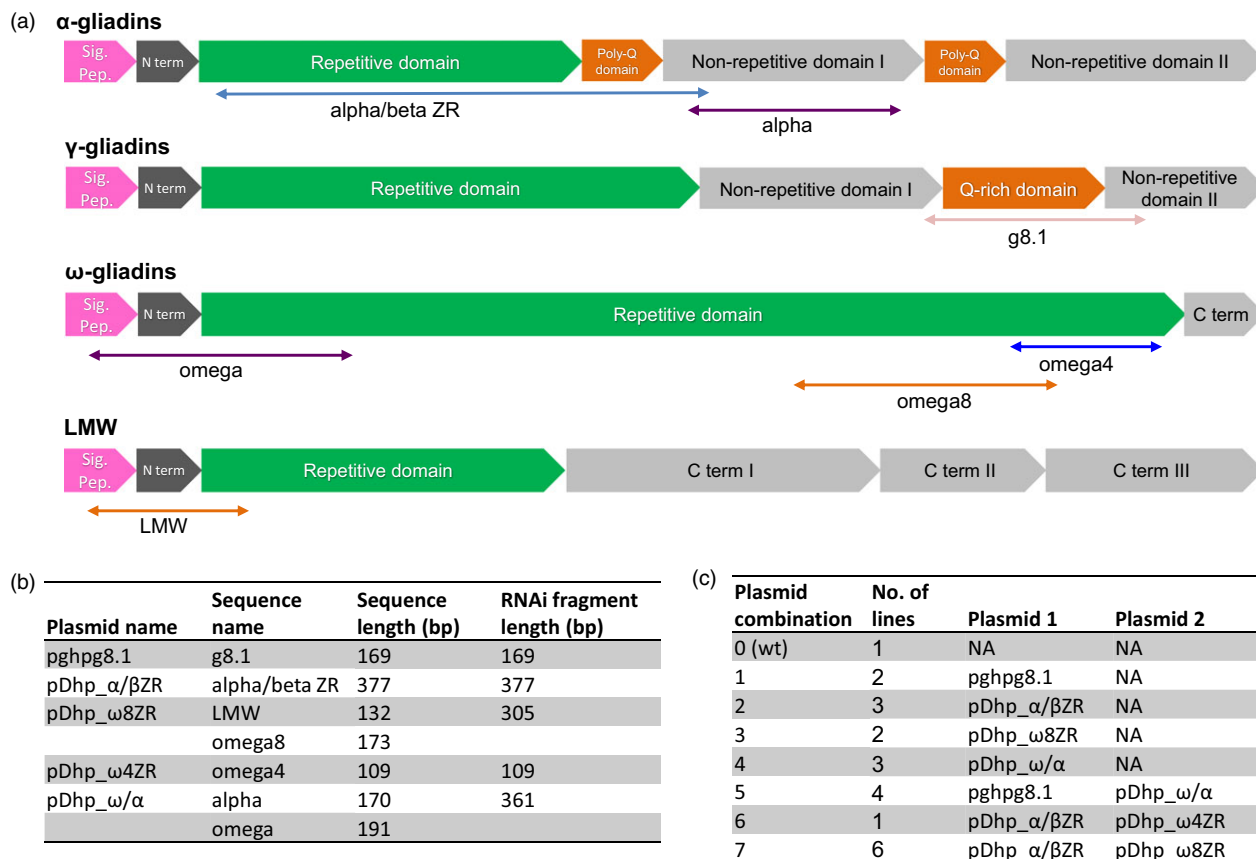 (a)
α-gliadins
Sig. Pep. N term Repetitive domain Poly-Q domain Non-repetitive domain I Poly-Q domain Non-repetitive domain II
alpha/beta ZR alpha
γ-gliadins
Sig. Pep. N term Repetitive domain Non-repetitive domain I Q-rich domain Non-repetitive domain II
g8.1
ω-gliadins
Sig. Pep. N term Repetitive domain C term
omega omega4
omega8
LMW
Sig. Pep. N term Repetitive domain C term I C term II C term III
LMW
(b)
Plasmid name Sequence name Sequence length (bp) RNAi fragment length (bp)
pghpg8.1 g8.1 169 169
pDhp_α/βZR alpha/beta ZR 377 377
pDhp_ω8ZR LMW 132 305
omega8 173
pDhp_ω4ZR omega4 109 109
pDhp_ω/α alpha 170 361
omega 191
(c)
Plasmid combination No. of lines Plasmid 1 Plasmid 2
0 (wt) 1 NA NA
1 2 pghpg8.1 NA
2 3 pDhp_α/βZR NA
3 2 pDhp_ω8ZR NA
4 3 pDhp_ω/α NA
5 4 pghpg8.1 pDhp_ω/α
6 1 pDhp_α/βZR pDhp_ω4ZR
7 6 pDhp_α/βZR pDhp_ω8ZR